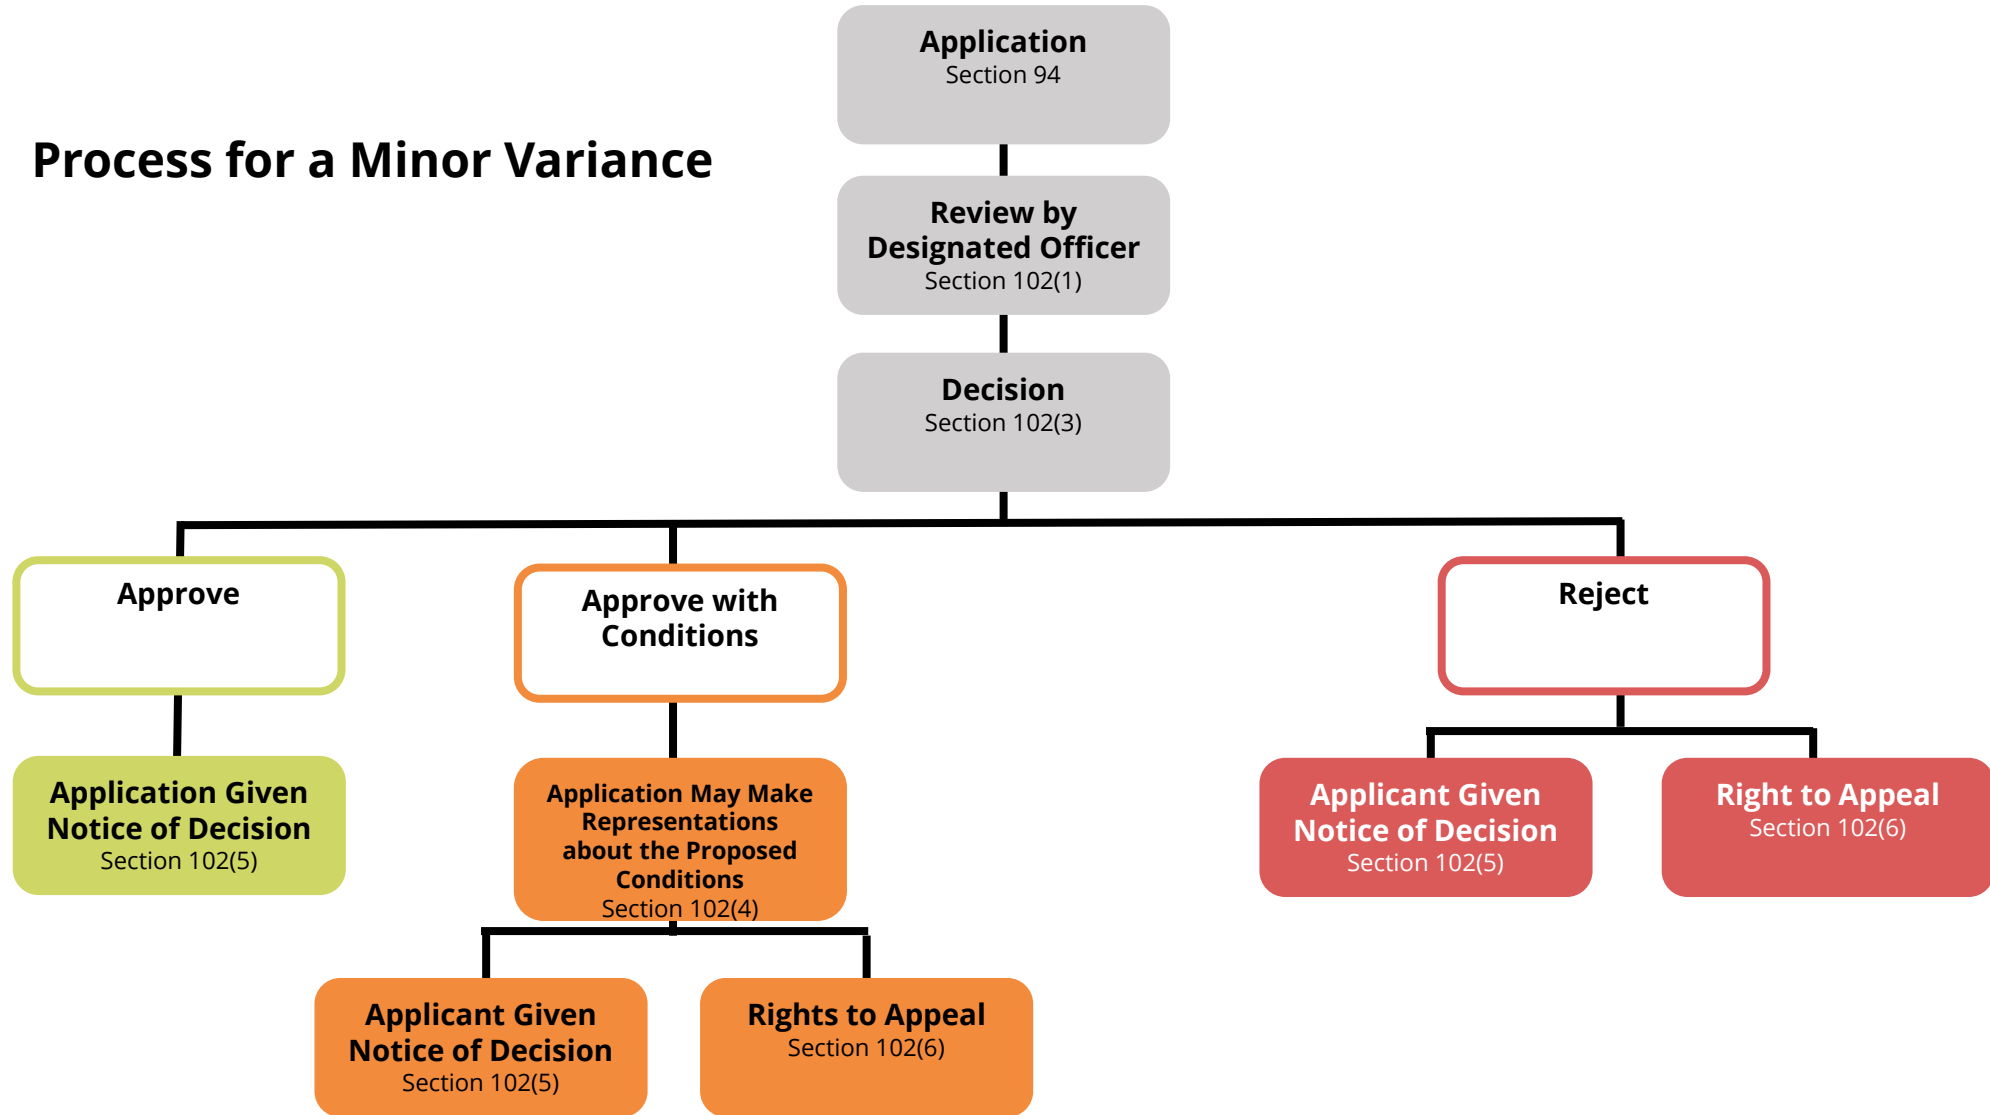 Application
Section 94
Process for a Minor Variance
Review by
Designated Officer
Section 102(1)
Decision
Section 102(3)
Approve
Approve with
Conditions
Reject
Application Given
Notice of Decision
Section 102(5)
Application May Make
Representations
about the Proposed
Conditions
Section 102(4)
Applicant Given
Notice of Decision
Section 102(5)
Right to Appeal
Section 102(6)
Applicant Given
Notice of Decision
Section 102(5)
Rights to Appeal
Section 102(6)